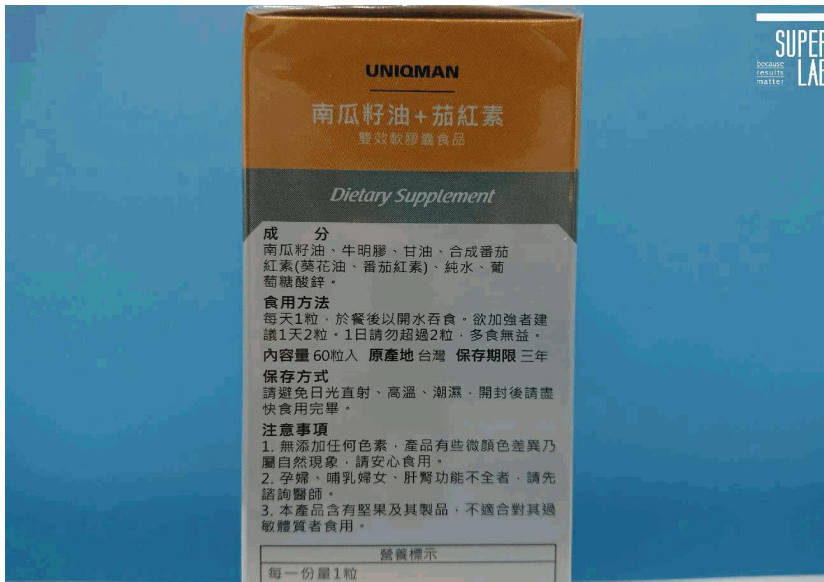 SUPER
LAB
because
results
matter
UNIQMAN
南瓜籽油+茄紅素
雙效軟膠囊食品
Dietary Supplement
成 分
南瓜籽油、牛明膠、甘油、合成番茄
紅素(葵花油、番茄紅素)、純水、葡
萄糖酸鋅。
食用方法
每天1粒，於餐後以開水吞食。欲加強者建
議1天2粒。1日請勿超過2粒，多食無益。
內容量 60粒入 原產地 台灣 保存期限 三年
保存方式
請避免日光直射、高溫、潮濕，開封後請盡
快食用完畢。
注意事項
1. 無添加任何色素，產品有些微顏色差異乃
屬自然現象，請安心食用。
2. 孕婦、哺乳婦女、肝腎功能不全者，請先
諮詢醫師。
3. 本產品含有堅果及其製品，不適合對其過
敏體質者食用。
營養標示
每一份量1粒